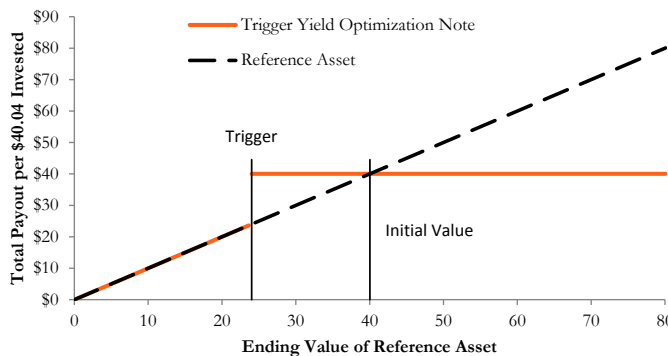 $90
$80
$70
$60
$50
$40
$30
$20
$10
$0
Total Payout per $40.04 Invested
Trigger Yield Optimization Note
Reference Asset
Trigger
Initial Value
0 10 20 30 40 50 60 70 80
Ending Value of Reference Asset